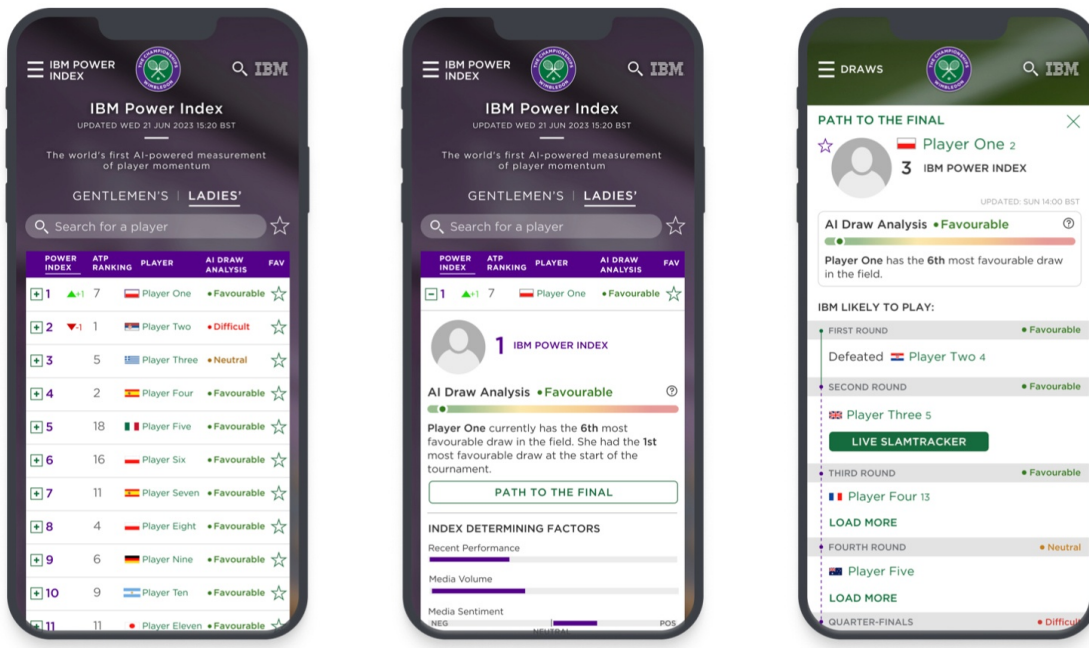 IBM POWER
INDEX
THE CHAMPIONSHIPS
WIMBLEDON
IBM
IBM Power Index
UPDATED WED 21 JUN 2023 15:20 BST
The world's first AI-powered measurement
of player momentum
GENTLEMEN'S | LADIES'
Search for a player
POWER INDEX ATP RANKING PLAYER AI DRAW ANALYSIS FAV
1 +1 7 Player One • Favourable
2 -1 1 Player Two • Difficult
3 5 Player Three • Neutral
4 2 Player Four • Favourable
5 18 Player Five • Favourable
6 16 Player Six • Favourable
7 11 Player Seven • Favourable
8 4 Player Eight • Favourable
9 6 Player Nine • Favourable
10 9 Player Ten • Favourable
11 11 Player Eleven • Favourable
IBM POWER
INDEX
THE CHAMPIONSHIPS
WIMBLEDON
IBM
IBM Power Index
UPDATED WED 21 JUN 2023 15:20 BST
The world's first AI-powered measurement
of player momentum
GENTLEMEN'S | LADIES'
Search for a player
POWER INDEX ATP RANKING PLAYER AI DRAW ANALYSIS FAV
1 +1 7 Player One • Favourable
1 IBM POWER INDEX
AI Draw Analysis • Favourable ?
Player One currently has the 6th most
favourable draw in the field. She had the 1st
most favourable draw at the start of the
tournament.
PATH TO THE FINAL
INDEX DETERMINING FACTORS
Recent Performance
Media Volume
Media Sentiment
NEG NEUTRAL POS
DRAWS
THE CHAMPIONSHIPS
WIMBLEDON
IBM
PATH TO THE FINAL
Player One 2
3 IBM POWER INDEX
UPDATED: SUN 14:00 BST
AI Draw Analysis • Favourable ?
Player One has the 6th most favourable draw
in the field.
IBM LIKELY TO PLAY:
FIRST ROUND • Favourable
Defeated Player Two 4
SECOND ROUND • Favourable
Player Three 5
LIVE SLAMTRACKER
THIRD ROUND • Favourable
Player Four 13
LOAD MORE
FOURTH ROUND • Neutral
Player Five
LOAD MORE
QUARTER-FINALS • Difficul